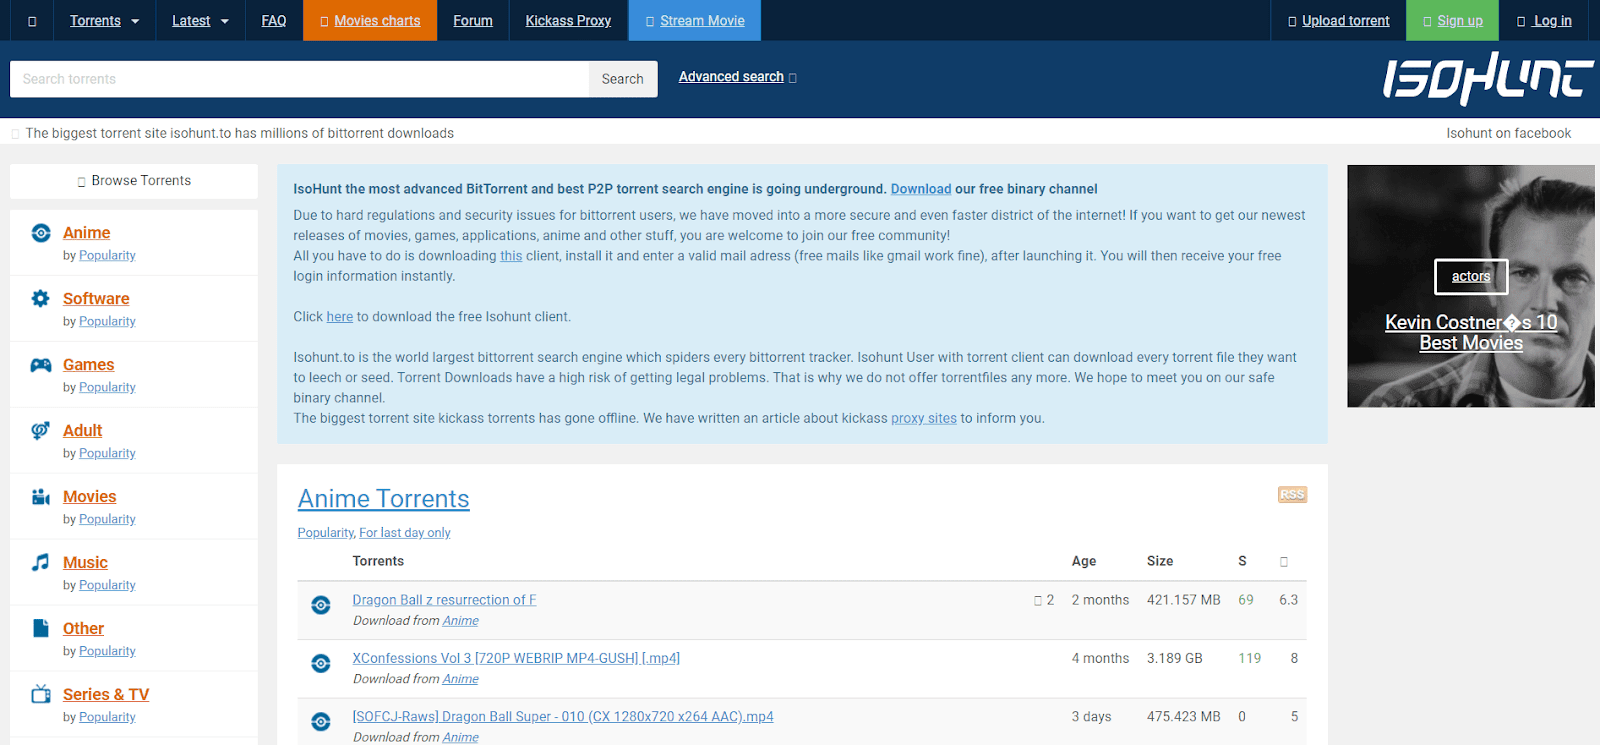 Torrents Latest FAQ Movies charts Forum Kickass Proxy Stream Movie Upload torrent Sign up Log in
Search torrents Search Advanced search
ISOHUNT
The biggest torrent site isohunt.to has millions of bittorrent downloads Isohunt on facebook
Browse Torrents
Anime
by Popularity
Software
by Popularity
Games
by Popularity
Adult
by Popularity
Movies
by Popularity
Music
by Popularity
Other
by Popularity
Series & TV
by Popularity
IsoHunt the most advanced BitTorrent and best P2P torrent search engine is going underground. Download our free binary channel
Due to hard regulations and security issues for bittorrent users, we have moved into a more secure and even faster district of the internet! If you want to get our newest
releases of movies, games, applications, anime and other stuff, you are welcome to join our free community!
All you have to do is downloading this client, install it and enter a valid mail adress (free mails like gmail work fine), after launching it. You will then receive your free
login information instantly.
Click here to download the free Isohunt client.
Isohunt.to is the world largest bittorrent search engine which spiders every bittorrent tracker. Isohunt User with torrent client can download every torrent file they want
to leech or seed. Torrent Downloads have a high risk of getting legal problems. That is why we do not offer torrentfiles any more. We hope to meet you on our safe
binary channel.
The biggest torrent site kickass torrents has gone offline. We have written an article about kickass proxy sites to inform you.
actors
Kevin Costner�s 10
Best Movies
Anime Torrents
RSS
Popularity, For last day only
Torrents Age Size S
Dragon Ball z resurrection of F 2 2 months 421.157 MB 69 6.3
Download from Anime
XConfessions Vol 3 [720P WEBRIP MP4-GUSH] [.mp4] 4 months 3.189 GB 119 8
Download from Anime
[SOFCJ-Raws] Dragon Ball Super - 010 (CX 1280x720 x264 AAC).mp4 3 days 475.423 MB 0 5
Download from Anime